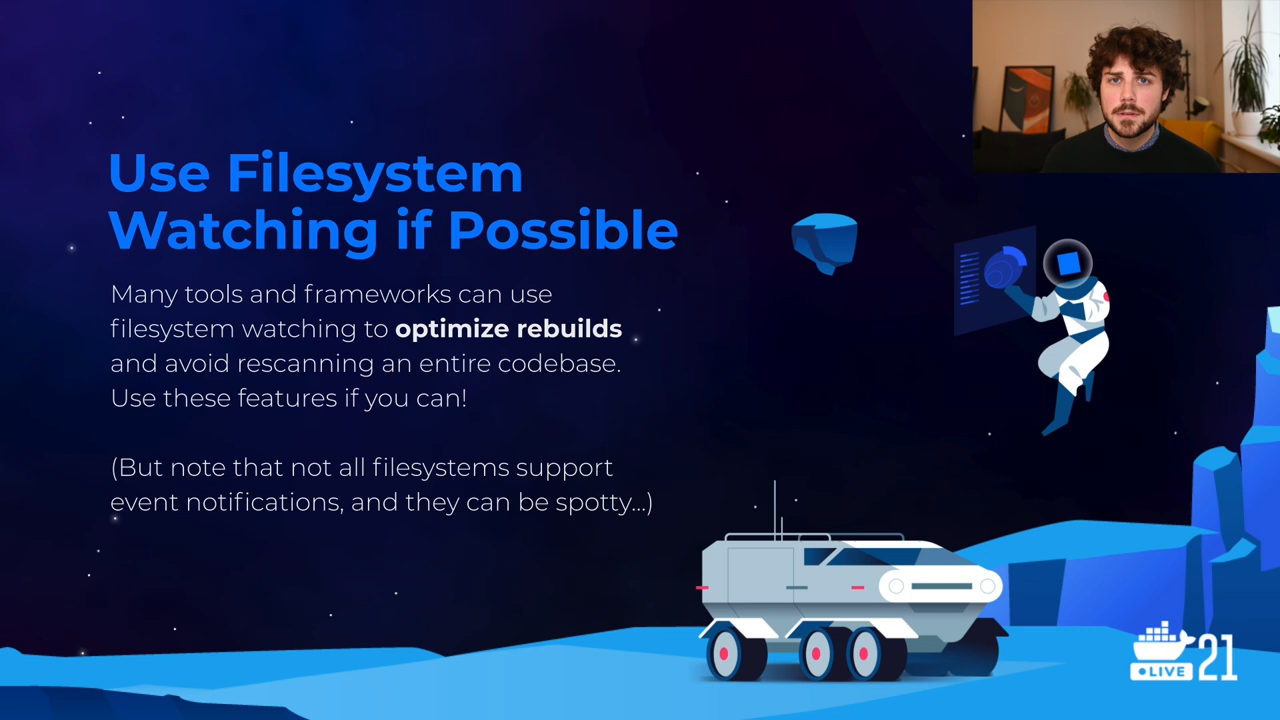 Use Filesystem
Watching if Possible
Many tools and frameworks can use
filesystem watching to optimize rebuilds
and avoid rescanning an entire codebase.
Use these features if you can!
(But note that not all filesystems support
event notifications, and they can be spotty...)
LIVE 21